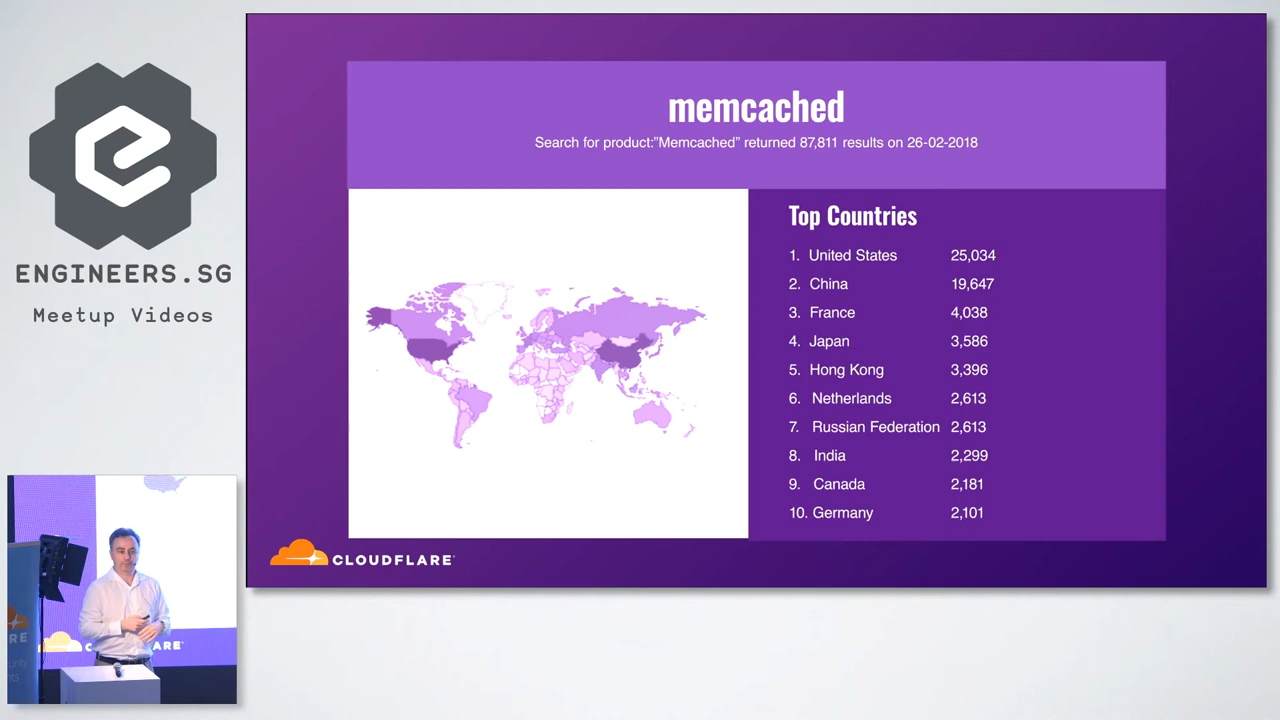 ENGINEERS.SG
Meetup Videos
memcached
Search for product:"Memcached" returned 87,811 results on 26-02-2018
Top Countries
1. United States 25,034
2. China 19,647
3. France 4,038
4. Japan 3,586
5. Hong Kong 3,396
6. Netherlands 2,613
7. Russian Federation 2,613
8. India 2,299
9. Canada 2,181
10. Germany 2,101
CLOUDFLARE